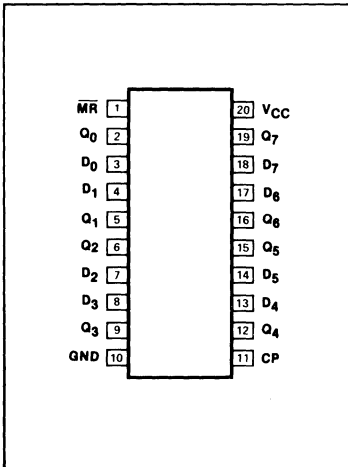 M̅R̅ 1 20 VCC
Q0 2 19 Q7
D0 3 18 D7
D1 4 17 D6
Q1 5 16 Q6
Q2 6 15 Q5
D2 7 14 D5
D3 8 13 D4
Q3 9 12 Q4
GND 10 11 CP